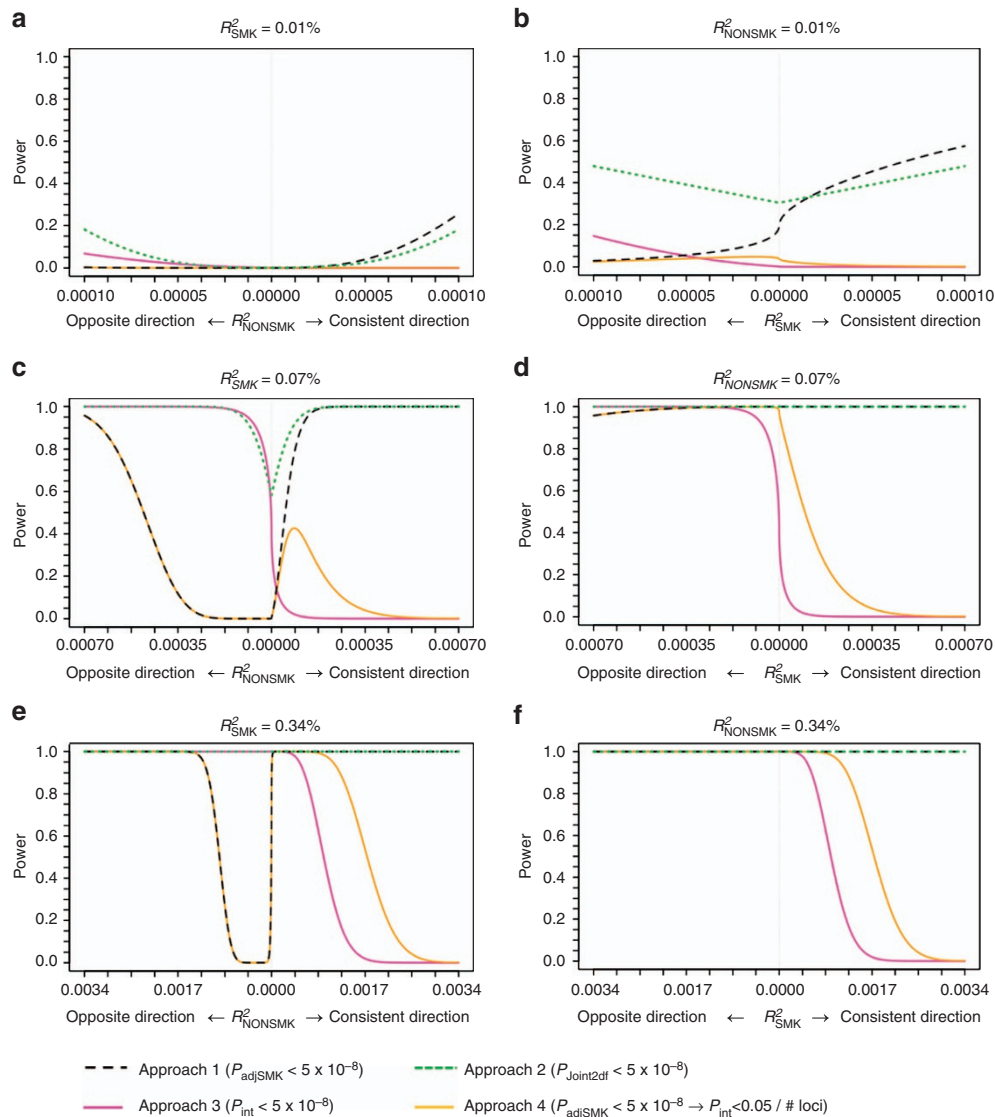 a
R²SMK = 0.01%
1.0
0.8
0.6
0.4
0.2
0.0
Power
0.00010 0.00005 0.00000 0.00005 0.00010
Opposite direction ← R²NONSMK → Consistent direction
b
R²NONSMK = 0.01%
1.0
0.8
0.6
0.4
0.2
0.0
Power
0.00010 0.00005 0.00000 0.00005 0.00010
Opposite direction ← R²SMK → Consistent direction
c
R²SMK = 0.07%
1.0
0.8
0.6
0.4
0.2
0.0
Power
0.00070 0.00035 0.00000 0.00035 0.00070
Opposite direction ← R²NONSMK → Consistent direction
d
R²NONSMK = 0.07%
1.0
0.8
0.6
0.4
0.2
0.0
Power
0.00070 0.00035 0.00000 0.00035 0.00070
Opposite direction ← R²SMK → Consistent direction
e
R²SMK = 0.34%
1.0
0.8
0.6
0.4
0.2
0.0
Power
0.0034 0.0017 0.0000 0.0017 0.0034
Opposite direction ← R²NONSMK → Consistent direction
f
R²NONSMK = 0.34%
1.0
0.8
0.6
0.4
0.2
0.0
Power
0.0034 0.0017 0.0000 0.0017 0.0034
Opposite direction ← R²SMK → Consistent direction
Approach 1 (PadjSMK < 5 x 10⁻⁸)
Approach 2 (PJoint2df < 5 x 10⁻⁸)
Approach 3 (Pint < 5 x 10⁻⁸)
Approach 4 (PadjSMK < 5 x 10⁻⁸ → Pint<0.05 / # loci)